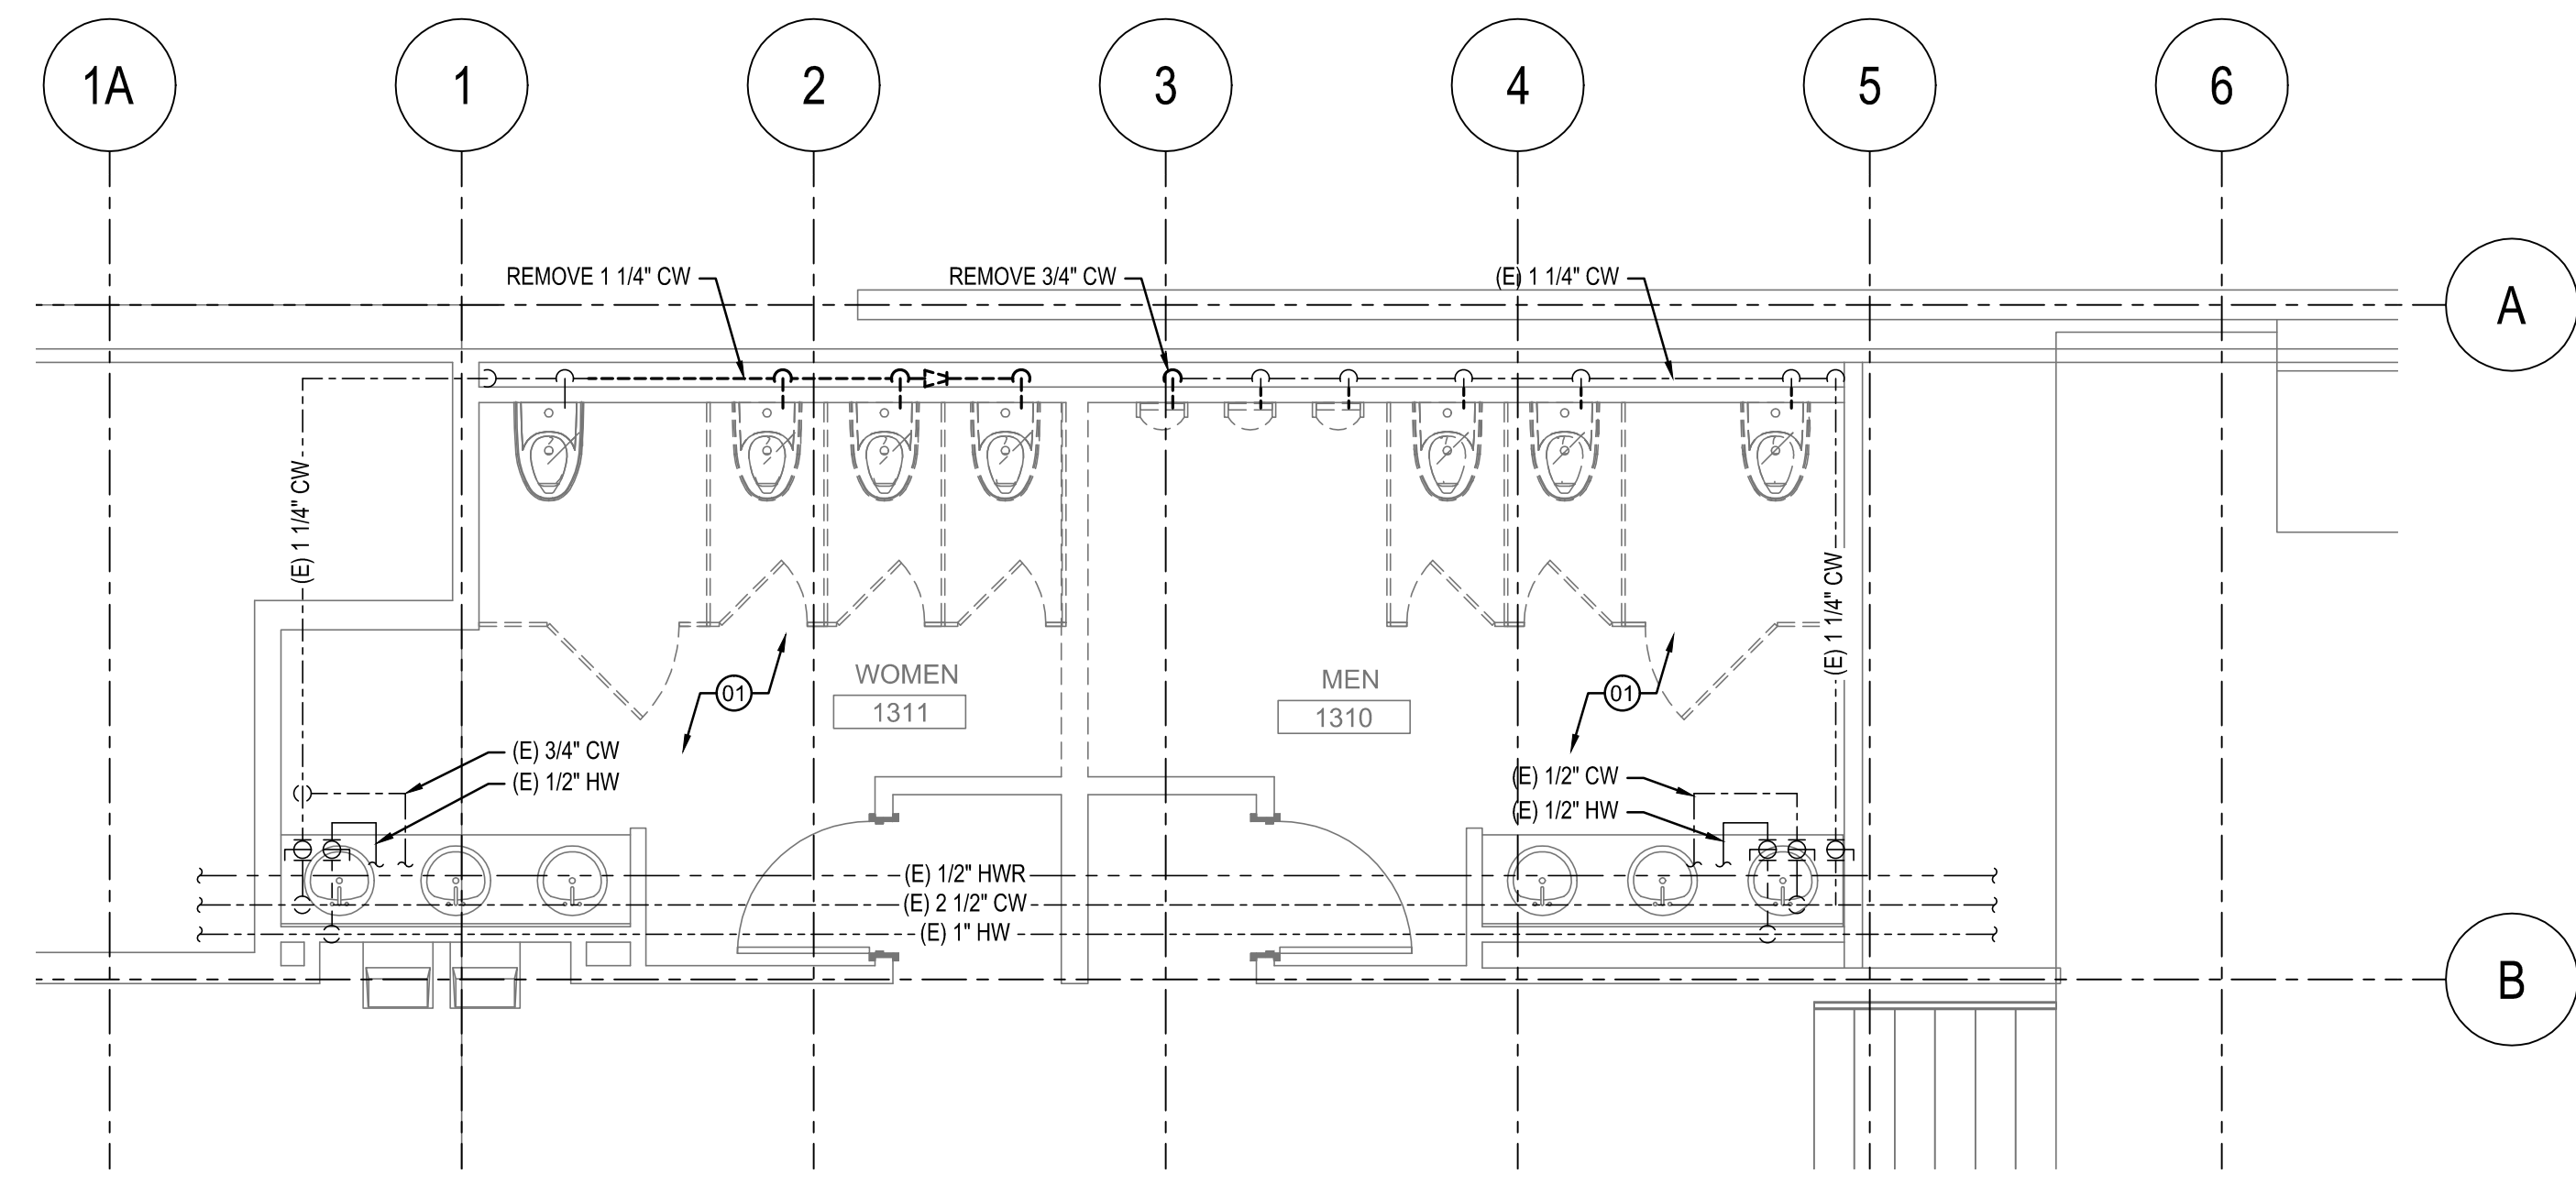 1A
1
2
3
4
5
6
REMOVE 1 1/4" CW
REMOVE 3/4" CW
(E) 1 1/4" CW
A
(E) 1 1/4" CW
(E) 1 1/4" CW
WOMEN
1311
MEN
1310
01
01
(E) 3/4" CW
(E) 1/2" HW
(E) 1/2" CW
(E) 1/2" HW
(E) 1/2" HWR
(E) 2 1/2" CW
(E) 1" HW
B